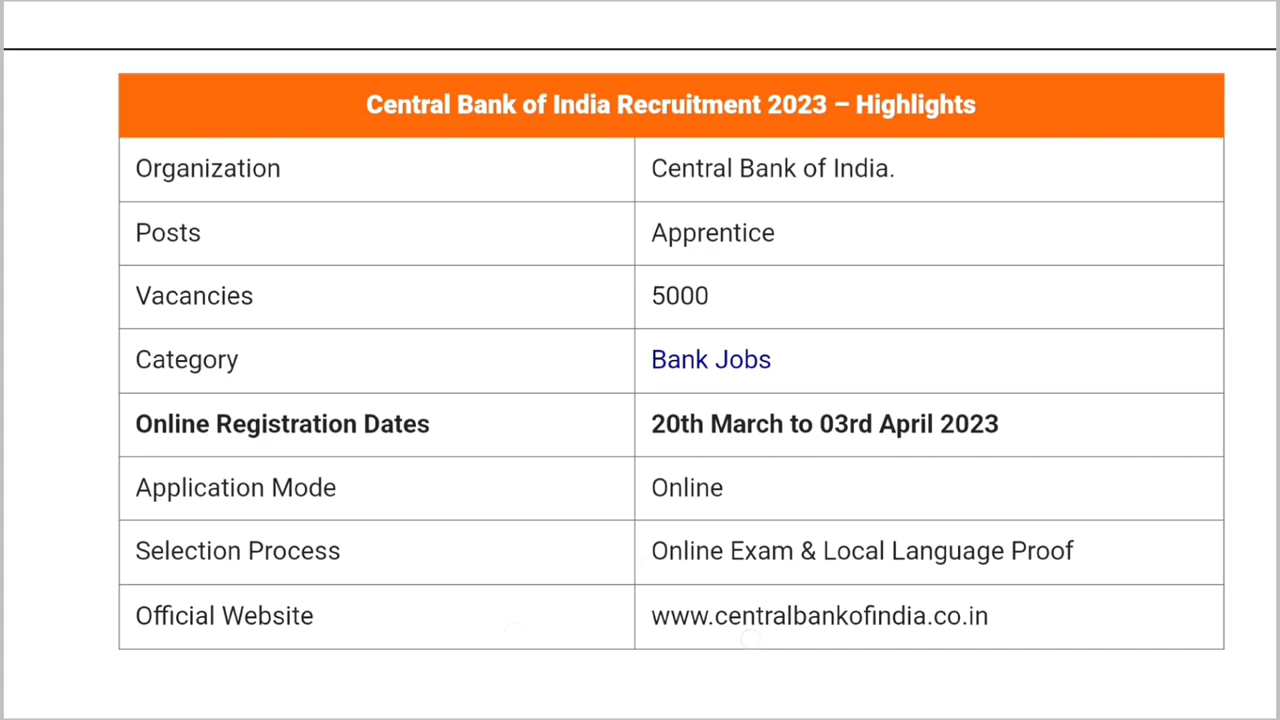 Central Bank of India Recruitment 2023 – Highlights
Organization Central Bank of India.
Posts Apprentice
Vacancies 5000
Category Bank Jobs
Online Registration Dates 20th March to 03rd April 2023
Application Mode Online
Selection Process Online Exam & Local Language Proof
Official Website www.centralbankofindia.co.in